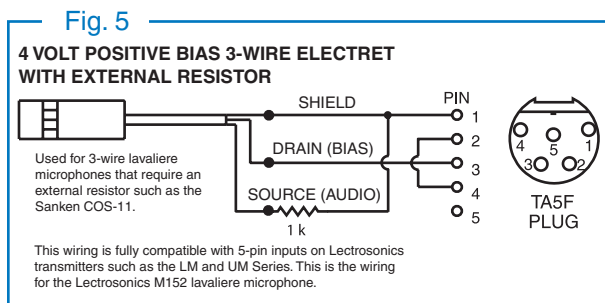 Fig. 5
4 VOLT POSITIVE BIAS 3-WIRE ELECTRET
WITH EXTERNAL RESISTOR
SHIELD
PIN
1
2
DRAIN (BIAS)
3
SOURCE (AUDIO)
4
5
1 k
Used for 3-wire lavaliere
microphones that require an
external resistor such as the
Sanken COS-11.
4
5
1
3
2
TA5F
PLUG
This wiring is fully compatible with 5-pin inputs on Lectrosonics
transmitters such as the LM and UM Series. This is the wiring
for the Lectrosonics M152 lavaliere microphone.